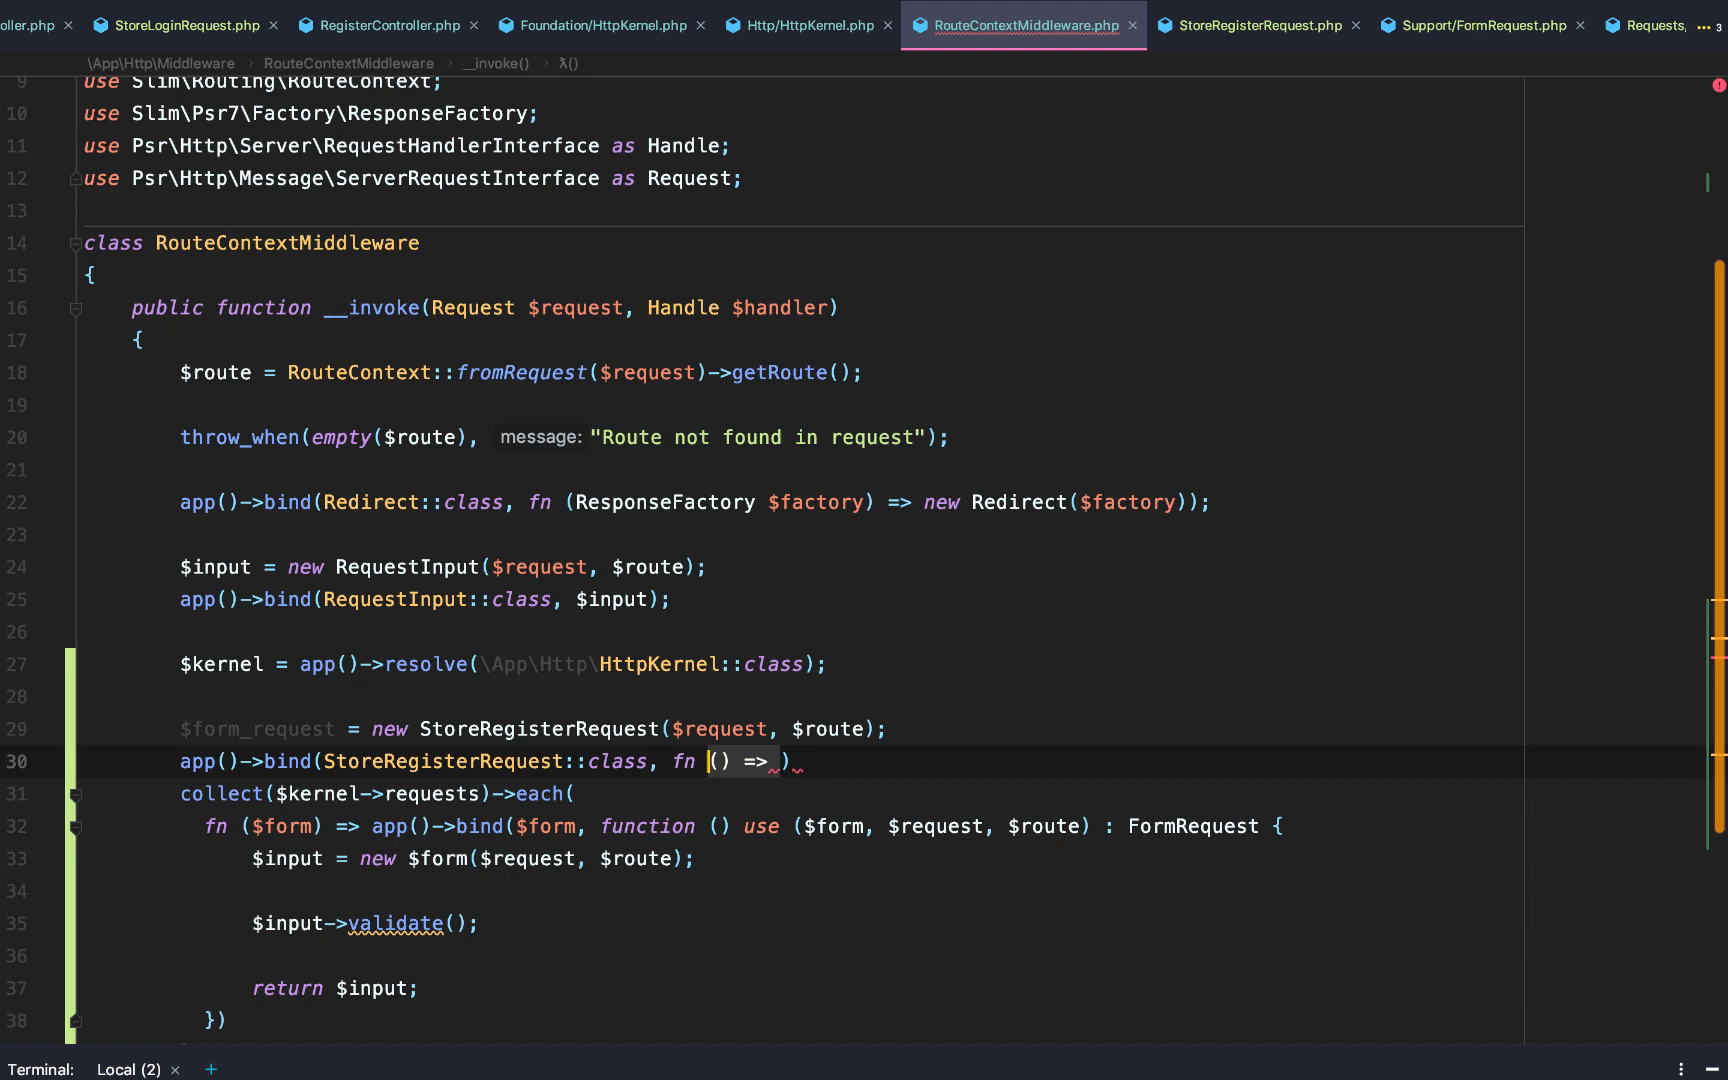 ller.php × StoreLoginRequest.php × RegisterController.php × Foundation/HttpKernel.php × Http/HttpKernel.php × RouteContextMiddleware.php × StoreRegisterRequest.php × Support/FormRequest.php × Requests, ... 3
\App\Http\Middleware › RouteContextMiddleware › __invoke() › λ()
9 use Slim\Routing\RouteContext;
10 use Slim\Psr7\Factory\ResponseFactory;
11 use Psr\Http\Server\RequestHandlerInterface as Handle;
12 use Psr\Http\Message\ServerRequestInterface as Request;
13
14 class RouteContextMiddleware
15 {
16 public function __invoke(Request $request, Handle $handler)
17 {
18 $route = RouteContext::fromRequest($request)->getRoute();
19
20 throw_when(empty($route), message: "Route not found in request");
21
22 app()->bind(Redirect::class, fn (ResponseFactory $factory) => new Redirect($factory));
23
24 $input = new RequestInput($request, $route);
25 app()->bind(RequestInput::class, $input);
26
27 $kernel = app()->resolve(\App\Http\HttpKernel::class);
28
29 $form_request = new StoreRegisterRequest($request, $route);
30 app()->bind(StoreRegisterRequest::class, fn () => )
31 collect($kernel->requests)->each(
32 fn ($form) => app()->bind($form, function () use ($form, $request, $route) : FormRequest {
33 $input = new $form($request, $route);
34
35 $input->validate();
36
37 return $input;
38 })
Terminal: Local (2) × +